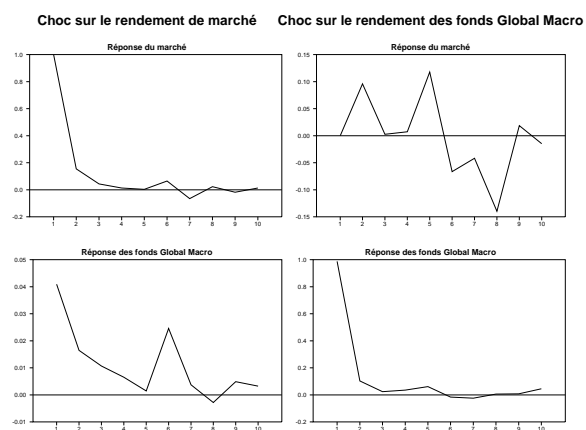 Choc sur le rendement de marché
Choc sur le rendement des fonds Global Macro
Réponse du marché
1.0
0.8
0.6
0.4
0.2
0.0
-0.2
1 2 3 4 5 6 7 8 9 10
Réponse du marché
0.15
0.10
0.05
0.00
-0.05
-0.10
-0.15
1 2 3 4 5 6 7 8 9 10
Réponse des fonds Global Macro
0.05
0.04
0.03
0.02
0.01
0.00
-0.01
1 2 3 4 5 6 7 8 9 10
Réponse des fonds Global Macro
1.0
0.8
0.6
0.4
0.2
0.0
-0.2
1 2 3 4 5 6 7 8 9 10